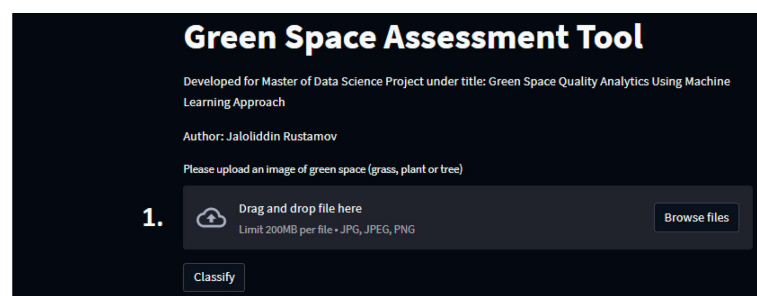 Green Space Assessment Tool
Developed for Master of Data Science Project under title: Green Space Quality Analytics Using Machine
Learning Approach
Author: Jaloliddin Rustamov
Please upload an image of green space (grass, plant or tree)
1.
Drag and drop file here
Limit 200MB per file • JPG, JPEG, PNG
Browse files
Classify